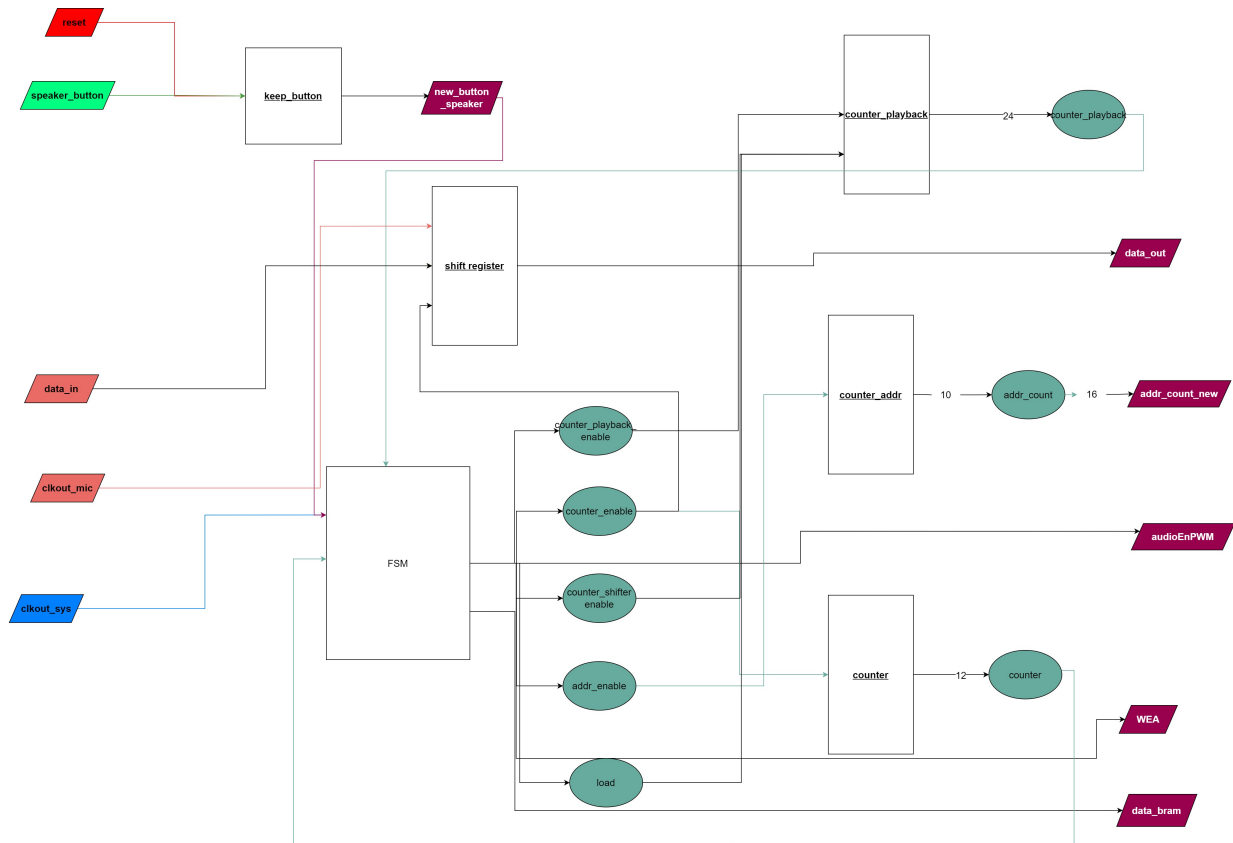 reset
speaker_button
keep_button
new_button
_speaker
counter_playback
24
counter_playback
shift register
data_out
data_in
counter_addr
10
addr_count
16
addr_count_new
counter_playback_
enable
clkout_mic
counter_enable
audioEnPWM
FSM
clkout_sys
counter_shifter
enable
addr_enable
counter
12
counter
WEA
load
data_bram